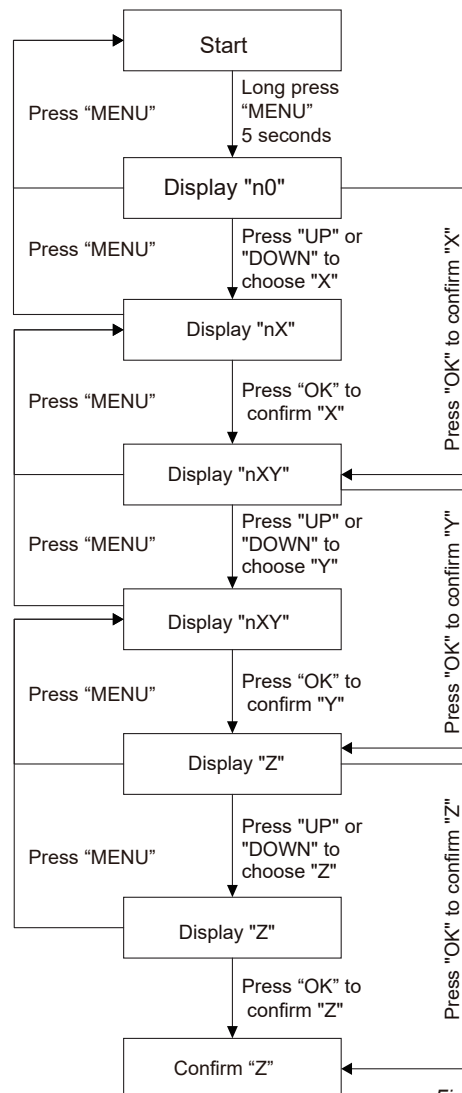 Start
Press “MENU”
Long press
“MENU”
5 seconds
Display "n0"
Press “MENU”
Press "UP" or
"DOWN" to
choose "X"
Press "OK" to confirm "X"
Display "nX"
Press “MENU”
Press “OK” to
confirm "X"
Display "nXY"
Press “MENU”
Press "UP" or
"DOWN" to
choose "Y"
Press "OK" to confirm "Y"
Display "nXY"
Press “MENU”
Press “OK” to
confirm "Y"
Display "Z"
Press “MENU”
Press "UP" or
"DOWN" to
choose "Z"
Press "OK" to confirm "Z"
Display "Z"
Press “OK” to
confirm "Z"
Confirm “Z”